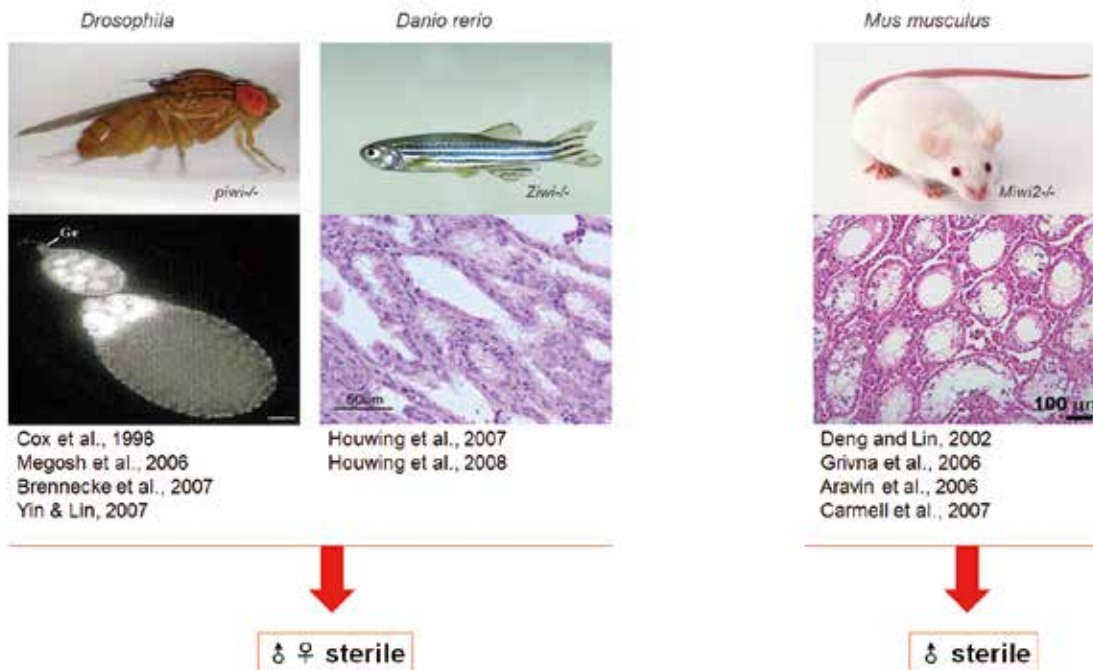 Drosophila
Danio rerio
Mus musculus
piwi-/-
Ziwi-/-
Miwi2-/-
50um
100 μm
Cox et al., 1998
Megosh et al., 2006
Brennecke et al., 2007
Yin & Lin, 2007
Houwing et al., 2007
Houwing et al., 2008
Deng and Lin, 2002
Grivna et al., 2006
Aravin et al., 2006
Carmell et al., 2007
♂ ♀ sterile
♂ sterile